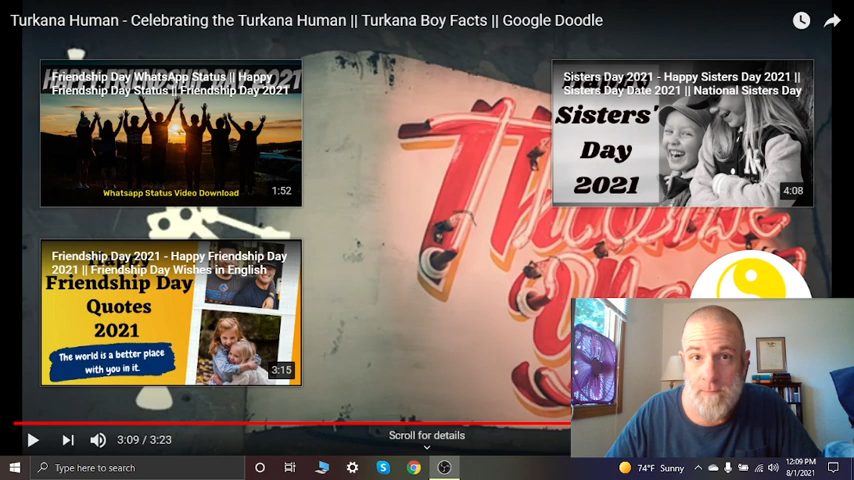 Turkana Human - Celebrating the Turkana Human || Turkana Boy Facts || Google Doodle
Friendship Day WhatsApp Status || Happy
Friendship Day Status || Friendship Day 2021
Whatsapp Status Video Download
1:52
Sisters Day 2021 - Happy Sisters Day 2021 ||
Sisters Day Date 2021 || National Sisters Day
Sisters'
Day
2021
4:08
Friendship Day 2021 - Happy Friendship Day
2021 || Friendship Day Wishes in English
Happy
Friendship Day
Quotes
2021
The world is a better place
with you in it.
3:15
3:09 / 3:23
Scroll for details
Type here to search
74°F Sunny
12:09 PM
8/1/2021